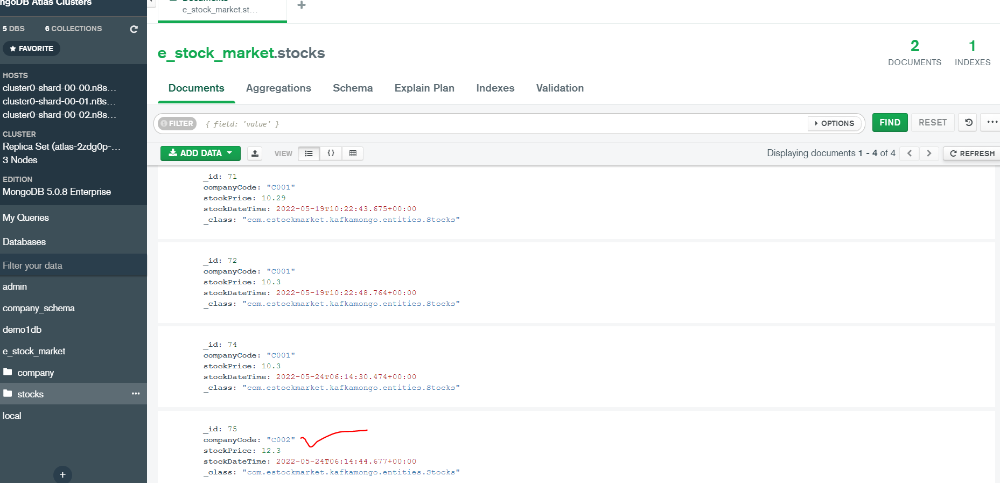 ngoDB Atlas Clusters
5 DBS 6 COLLECTIONS
FAVORITE
HOSTS
cluster0-shard-00-00.n8s...
cluster0-shard-00-01.n8s...
cluster0-shard-00-02.n8s...
CLUSTER
Replica Set (atlas-2zdg0p-...
3 Nodes
EDITION
MongoDB 5.0.8 Enterprise
My Queries
Databases
Filter your data
admin
company_schema
demo1db
e_stock_market
company
stocks
local
Documents
e_stock_market.st...
e_stock_market.stocks
2 DOCUMENTS
1 INDEXES
Documents Aggregations Schema Explain Plan Indexes Validation
FILTER { field: 'value' } OPTIONS FIND RESET
ADD DATA VIEW {} Displaying documents 1 - 4 of 4 REFRESH
_id: 71
companyCode: "C001"
stockPrice: 10.29
stockDateTime: 2022-05-19T10:22:43.675+00:00
_class: "com.estockmarket.kafkamongo.entities.Stocks"
_id: 72
companyCode: "C001"
stockPrice: 10.3
stockDateTime: 2022-05-19T10:22:48.764+00:00
_class: "com.estockmarket.kafkamongo.entities.Stocks"
_id: 74
companyCode: "C001"
stockPrice: 10.3
stockDateTime: 2022-05-24T06:14:30.474+00:00
_class: "com.estockmarket.kafkamongo.entities.Stocks"
_id: 75
companyCode: "C002"
stockPrice: 12.3
stockDateTime: 2022-05-24T06:14:44.677+00:00
_class: "com.estockmarket.kafkamongo.entities.Stocks"